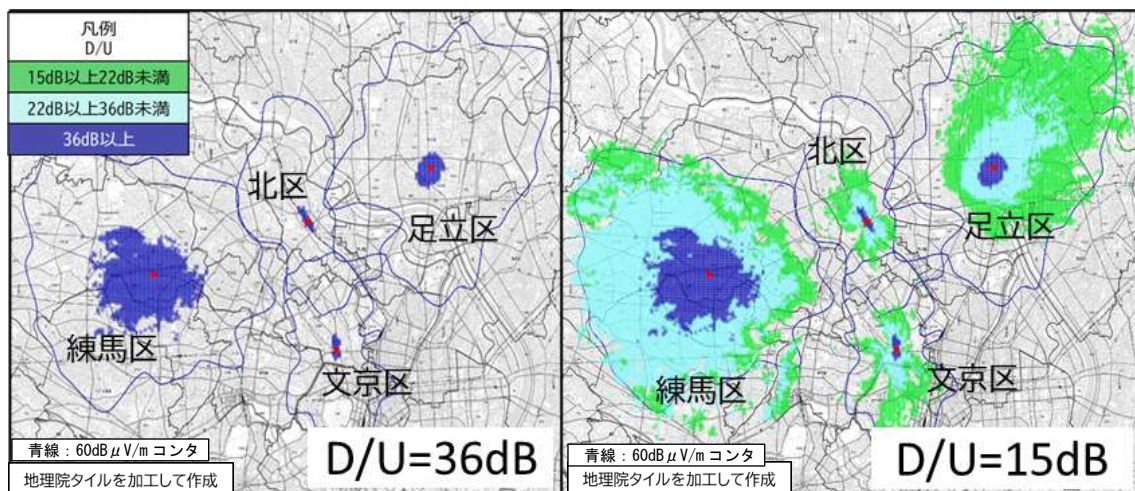 凡例
D/U
15dB以上22dB未満
22dB以上36dB未満
36dB以上
北区
足立区
練馬区
文京区
青線：60dBμV/mコンタ
地理院タイルを加工して作成
D/U=36dB
北区
足立区
練馬区
文京区
青線：60dBμV/mコンタ
地理院タイルを加工して作成
D/U=15dB